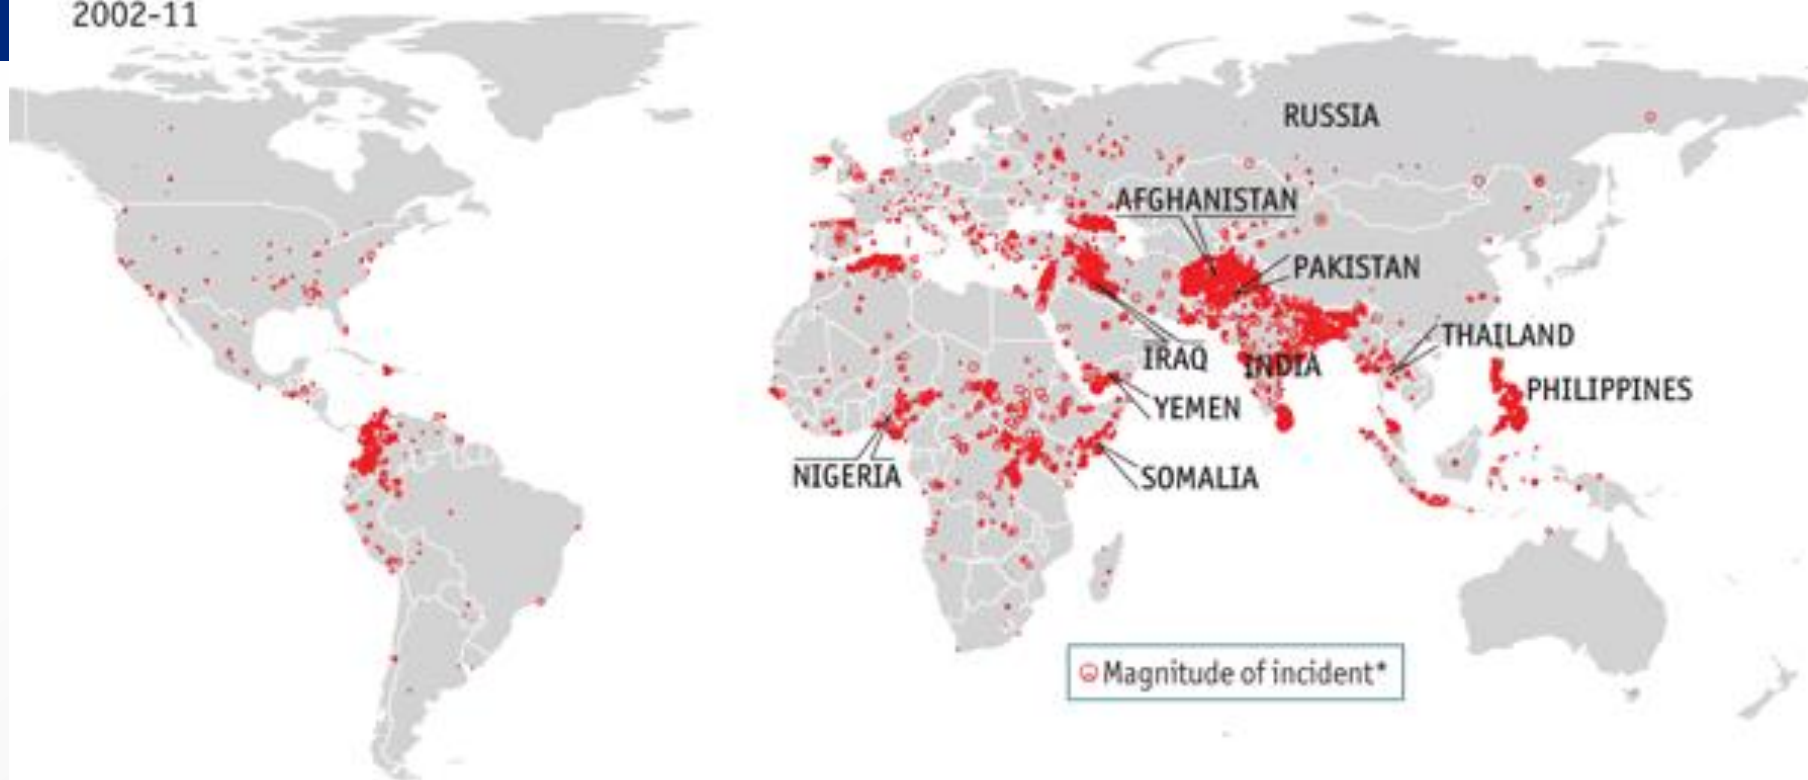 2002-11
RUSSIA
AFGHANISTAN
PAKISTAN
THAILAND
IRAQ
INDIA
PHILIPPINES
YEMEN
NIGERIA
SOMALIA
Magnitude of incident*